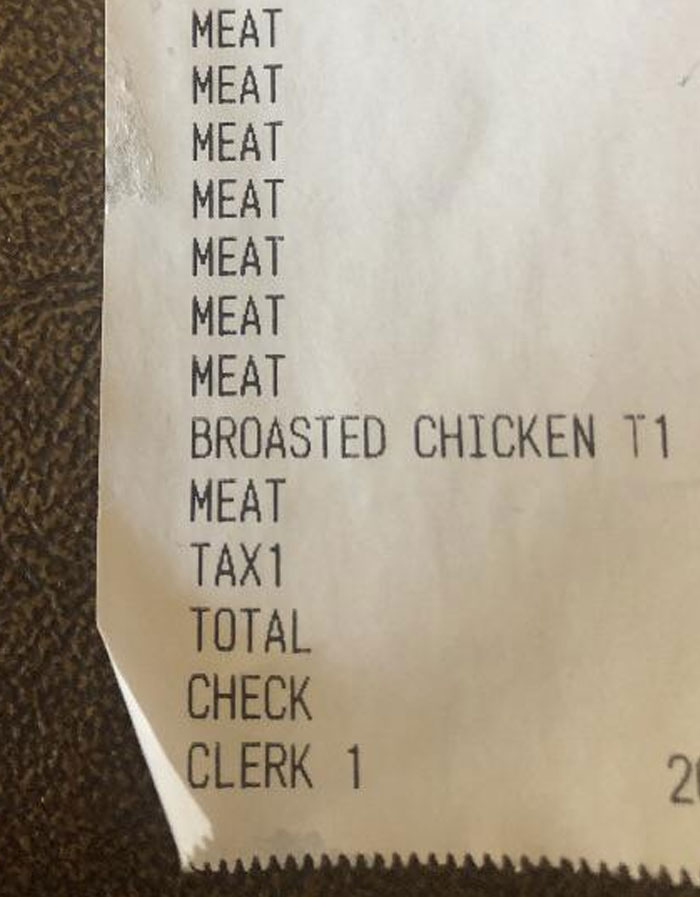 MEAT
MEAT
MEAT
MEAT
MEAT
MEAT
MEAT
BROASTED CHICKEN T1
MEAT
TAX1
TOTAL
CHECK
CLERK 1